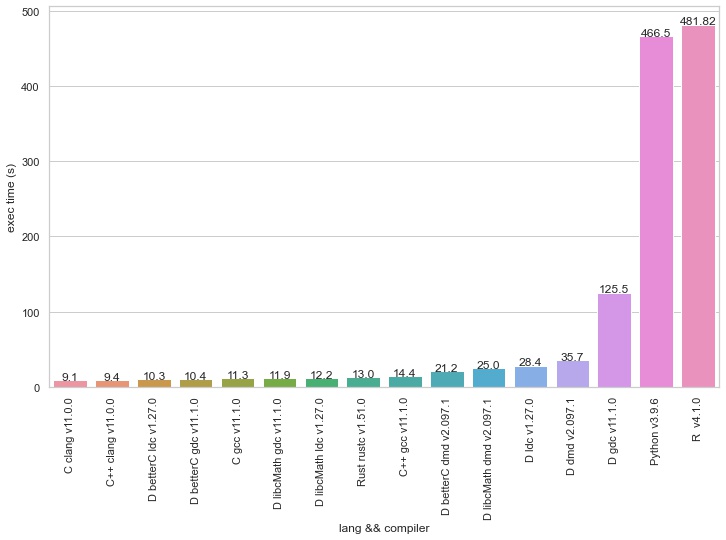 500
400
300
200
100
0
exec time (s)
9.1
9.4
10.3
10.4
11.3
11.9
12.2
13.0
14.4
21.2
25.0
28.4
35.7
125.5
466.5
481.82
C clang v11.0.0
C++ clang v11.0.0
D betterC ldc v1.27.0
D betterC gdc v11.1.0
C gcc v11.1.0
D libcMath gdc v11.1.0
D libcMath ldc v1.27.0
Rust rustc v1.51.0
C++ gcc v11.1.0
D betterC dmd v2.097.1
D libcMath dmd v2.097.1
D ldc v1.27.0
D dmd v2.097.1
D gdc v11.1.0
Python v3.9.6
R  v4.1.0
lang && compiler